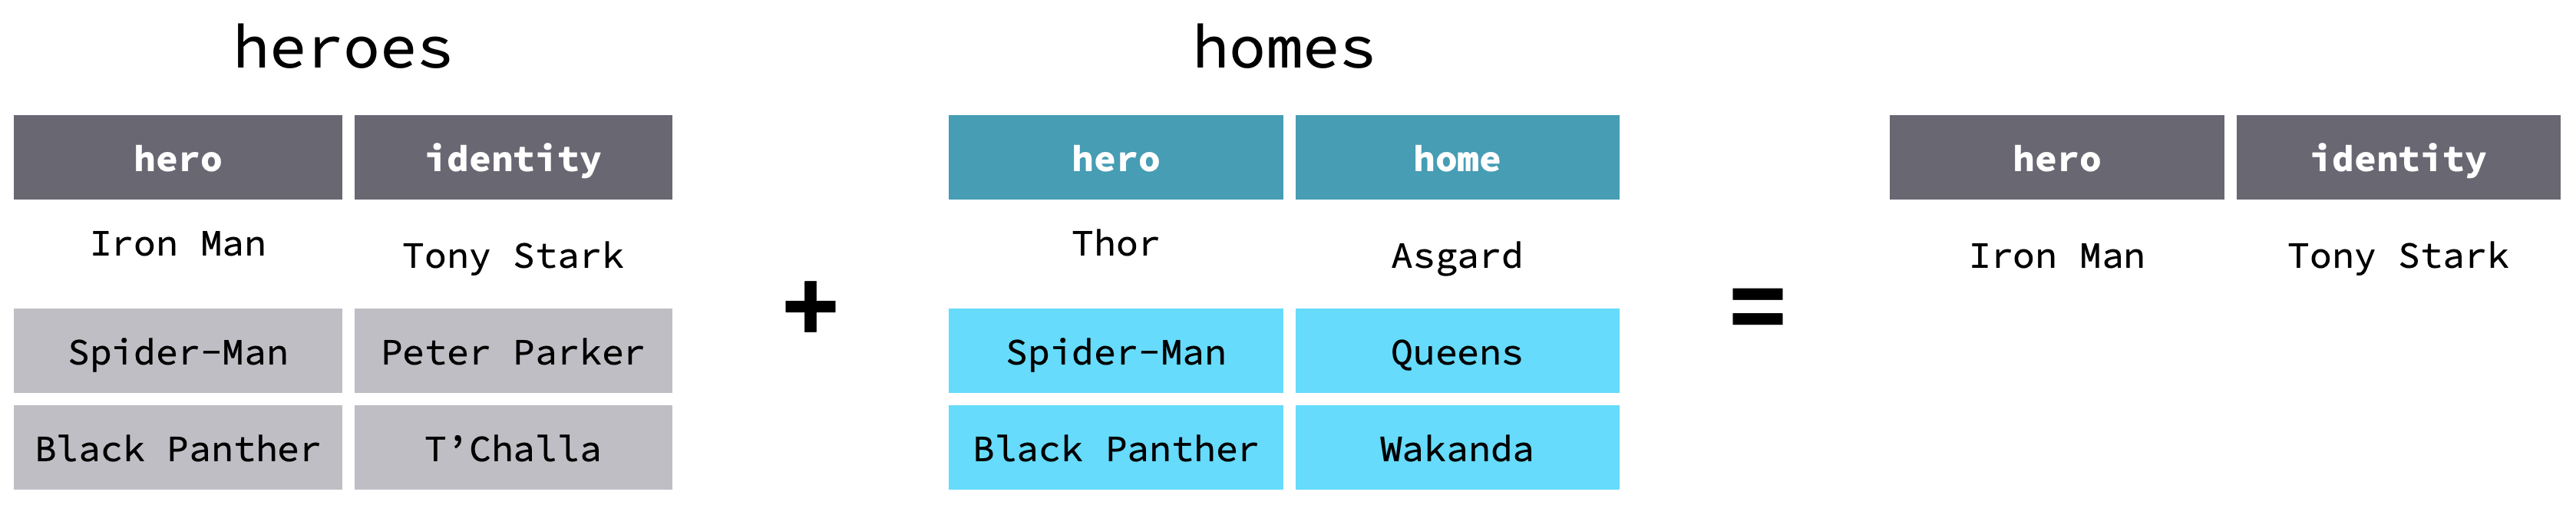 heroes homes
hero identity hero home hero identity
Iron Man Tony Stark Thor Asgard Iron Man Tony Stark
+ =
Spider-Man Peter Parker Spider-Man Queens
Black Panther T’Challa Black Panther Wakanda